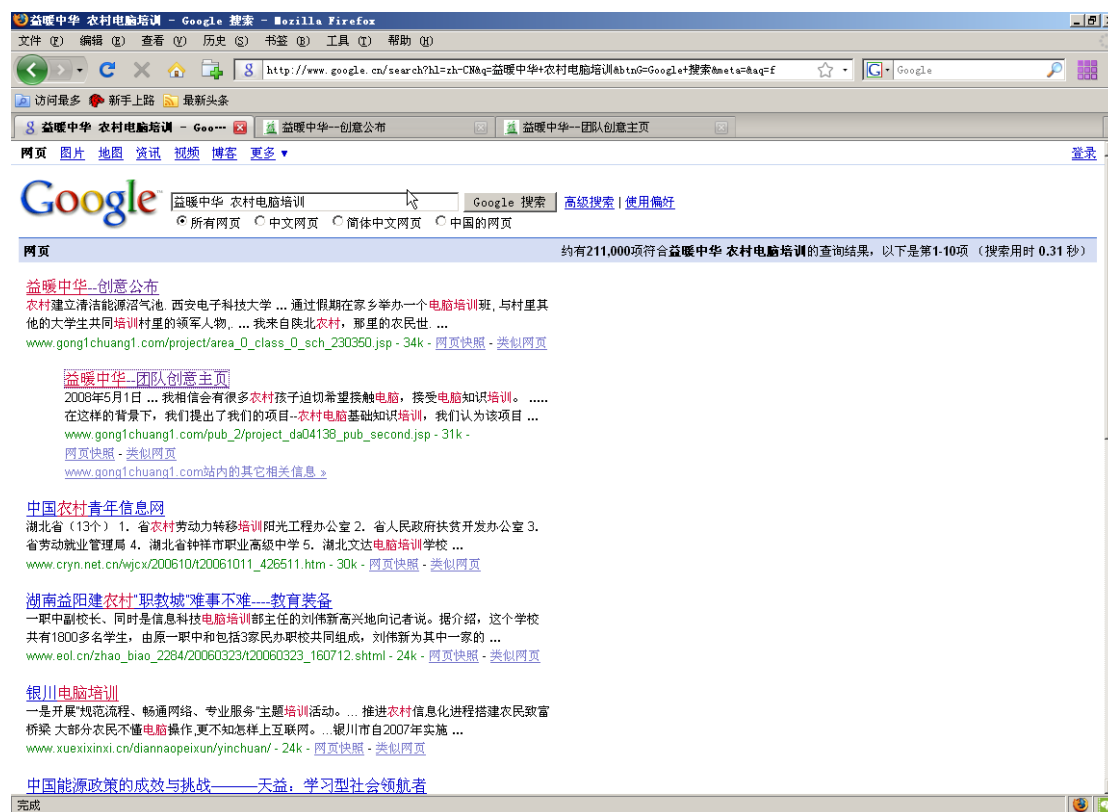 益暖中华 农村电脑培训 - Google 搜索 - Mozilla Firefox
文件 (F) 编辑 (E) 查看 (V) 历史 (S) 书签 (B) 工具 (T) 帮助 (H)
http://www.google.cn/search?hl=zh-CN&q=益暖中华+农村电脑培训&btnG=Google+搜索&meta=&aq=f
Google
访问最多 新手上路 最新头条
益暖中华 农村电脑培训 - Goo... 益暖中华--创意公布 益暖中华--团队创意主页
网页 图片 地图 资讯 视频 博客 更多 ▼ 登录
Google 益暖中华 农村电脑培训 Google 搜索 高级搜索 | 使用偏好
所有网页 中文网页 简体中文网页 中国的网页
网页 约有211,000项符合益暖中华 农村电脑培训的查询结果，以下是第1-10项 （搜索用时 0.31 秒）
益暖中华--创意公布
农村建立清洁能源沼气池. 西安电子科技大学 ... 通过假期在家乡举办一个电脑培训班, 与村里其
他的大学生共同培训村里的领军人物,. ... 我来自陕北农村，那里的农民世. ...
www.gong1chuang1.com/project/area_0_class_0_sch_230350.jsp - 34k - 网页快照 - 类似网页
益暖中华--团队创意主页
2008年5月1日 ... 我相信会有很多农村孩子迫切希望接触电脑，接受电脑知识培训。 .....
在这样的背景下，我们提出了我们的项目--农村电脑基础知识培训，我们认为该项目 ...
www.gong1chuang1.com/pub_2/project_da04138_pub_second.jsp - 31k -
网页快照 - 类似网页
www.gong1chuang1.com站内的其它相关信息 »
中国农村青年信息网
湖北省（13个） 1．省农村劳动力转移培训阳光工程办公室 2．省人民政府扶贫开发办公室 3．
省劳动就业管理局 4．湖北省钟祥市职业高级中学 5．湖北文达电脑培训学校 ...
www.cryn.net.cn/wjcx/200610/t20061011_426511.htm - 30k - 网页快照 - 类似网页
湖南益阳建农村"职教城"难事不难----教育装备
一职中副校长、同时是信息科技电脑培训部主任的刘伟新高兴地向记者说。据介绍，这个学校
共有1800多名学生，由原一职中和包括3家民办职校共同组成，刘伟新为其中一家的 ...
www.eol.cn/zhao_biao_2284/20060323/t20060323_160712.shtml - 24k - 网页快照 - 类似网页
银川电脑培训
一是开展"规范流程、畅通网络、专业服务"主题培训活动。... 推进农村信息化进程搭建农民致富
桥梁 大部分农民不懂电脑操作,更不知怎样上互联网。...银川市自2007年实施 ...
www.xuexixinxi.cn/diannaopeixun/yinchuan/ - 24k - 网页快照 - 类似网页
中国能源政策的成效与挑战———天益：学习型社会领航者
完成